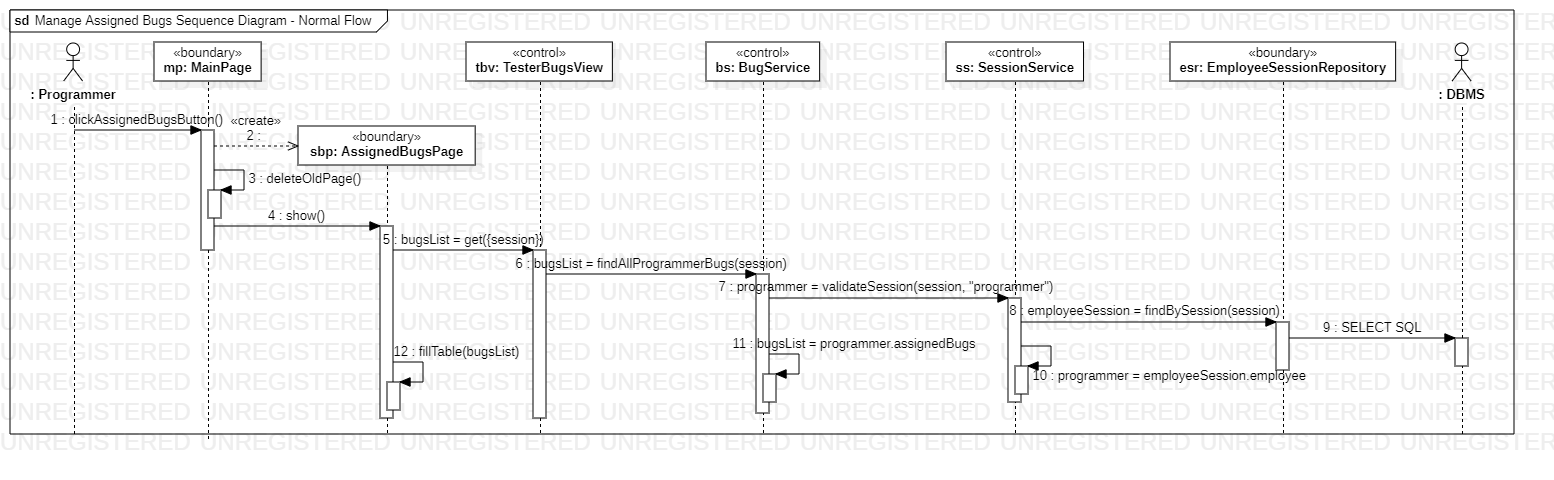 sd Manage Assigned Bugs Sequence Diagram - Normal Flow
«boundary»
mp: MainPage
«control»
tbv: TesterBugsView
«control»
bs: BugService
«control»
ss: SessionService
«boundary»
esr: EmployeeSessionRepository
: Programmer
: DBMS
1 : clickAssignedBugsButton()
«create»
2 :
«boundary»
sbp: AssignedBugsPage
3 : deleteOldPage()
4 : show()
5 : bugsList = get({session})
6 : bugsList = findAllProgrammerBugs(session)
7 : programmer = validateSession(session, "programmer")
8 : employeeSession = findBySession(session)
9 : SELECT SQL
11 : bugsList = programmer.assignedBugs
12 : fillTable(bugsList)
10 : programmer = employeeSession.employee
UNREGISTERED